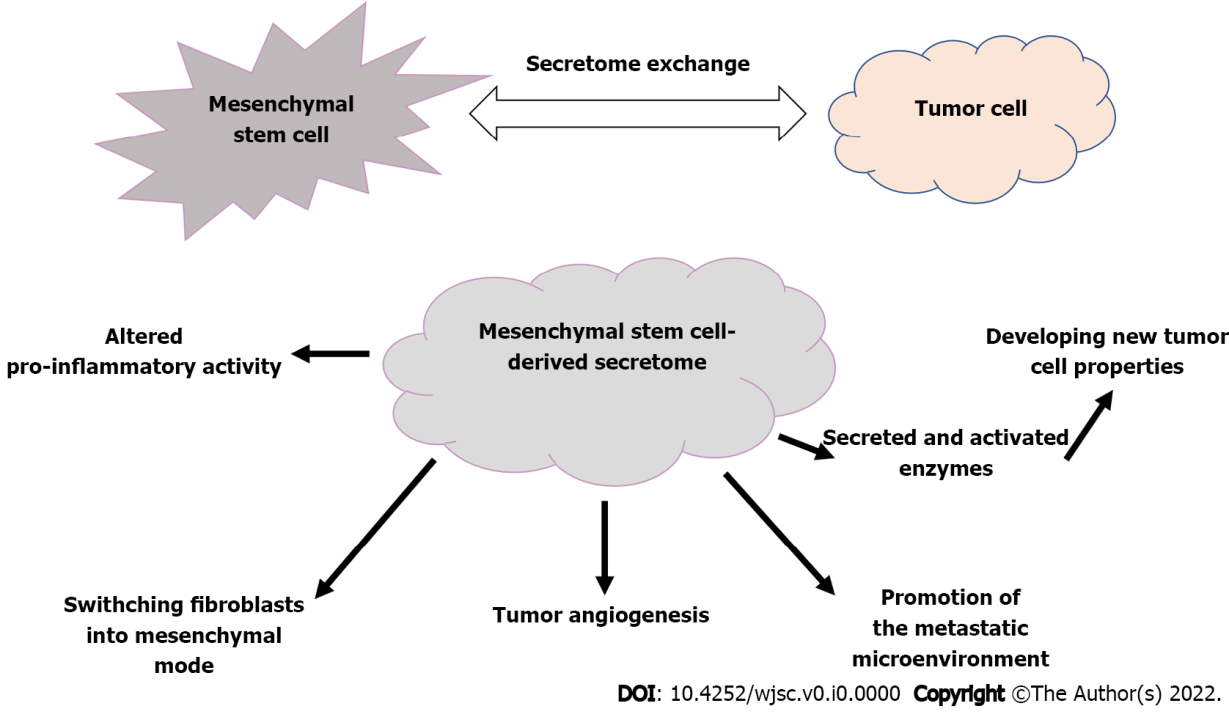 Secretome exchange
Mesenchymal
stem cell
Tumor cell
Mesenchymal stem cell-
derived secretome
Altered
pro-inflammatory activity
Developing new tumor
cell properties
Secreted and activated
enzymes
Swithching fibroblasts
into mesenchymal
mode
Tumor angiogenesis
Promotion of
the metastatic
microenvironment
DOI: 10.4252/wjsc.v0.i0.0000 Copyright ©The Author(s) 2022.